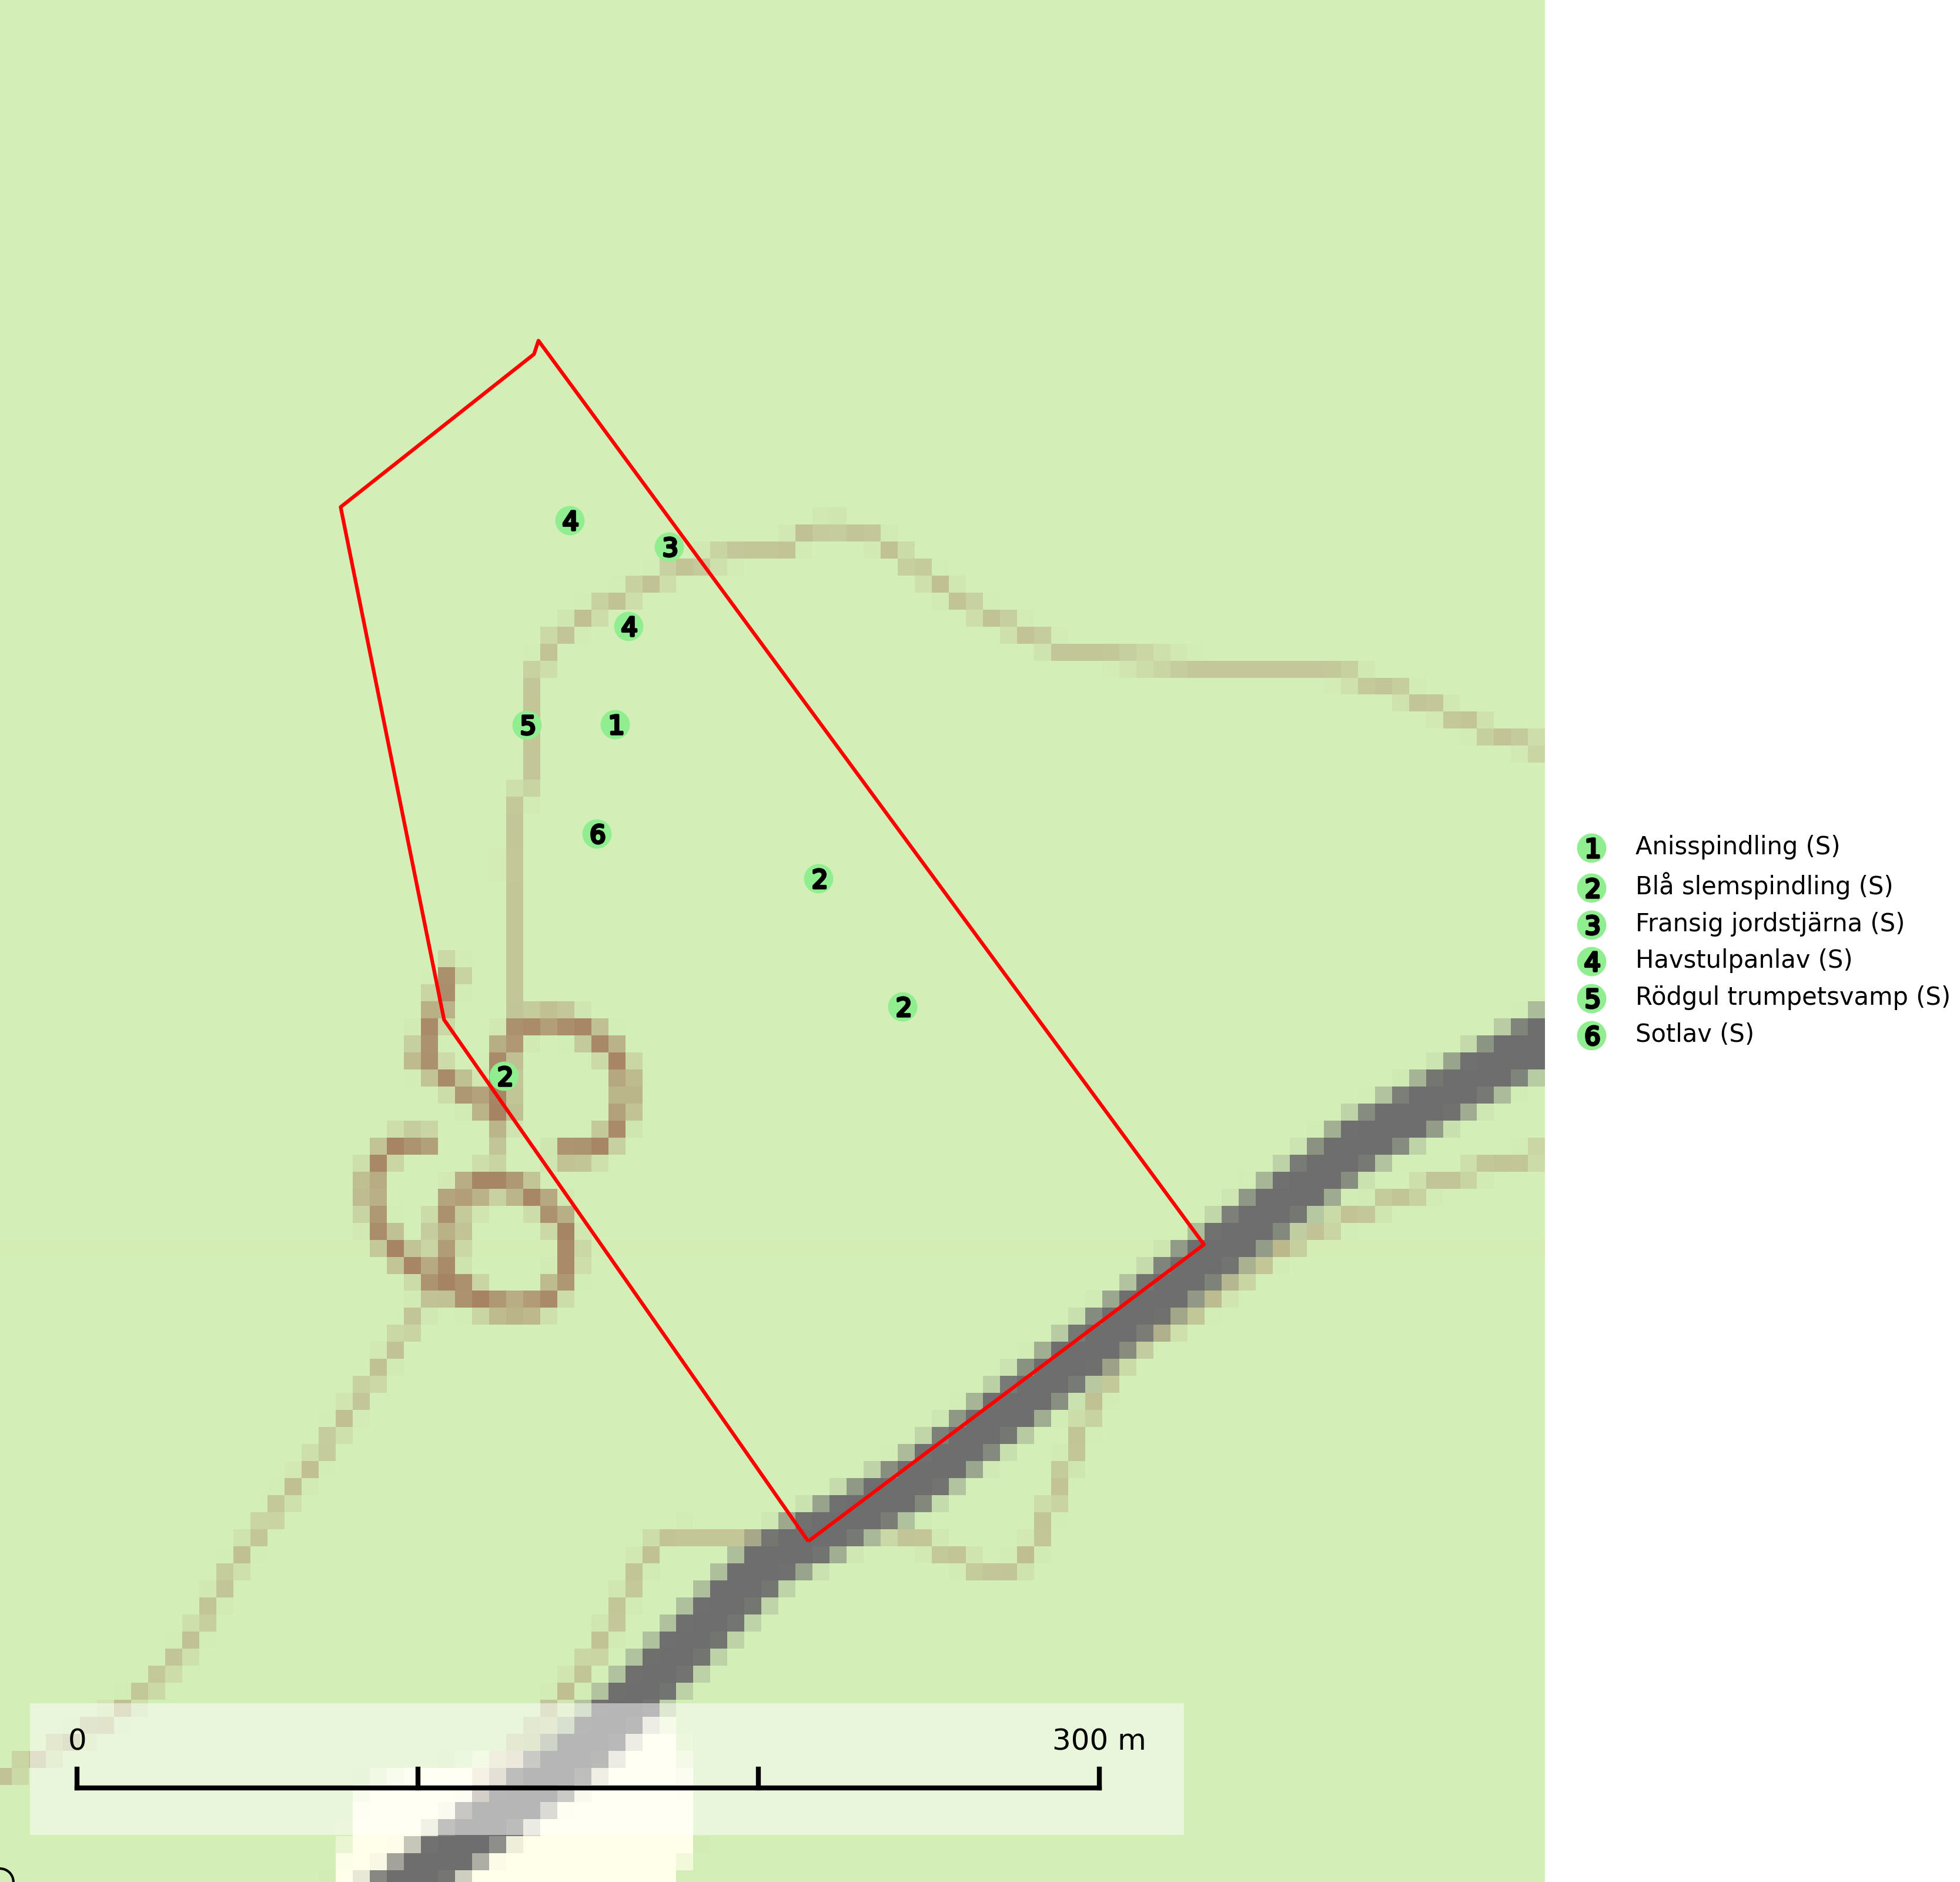 4
3
4
5 1
6
2
2
2
1 Anisspindling (S)
2 Blå slemspindling (S)
3 Fransig jordstjärna (S)
4 Havstulpanlav (S)
5 Rödgul trumpetsvamp (S)
6 Sotlav (S)
0 300 m